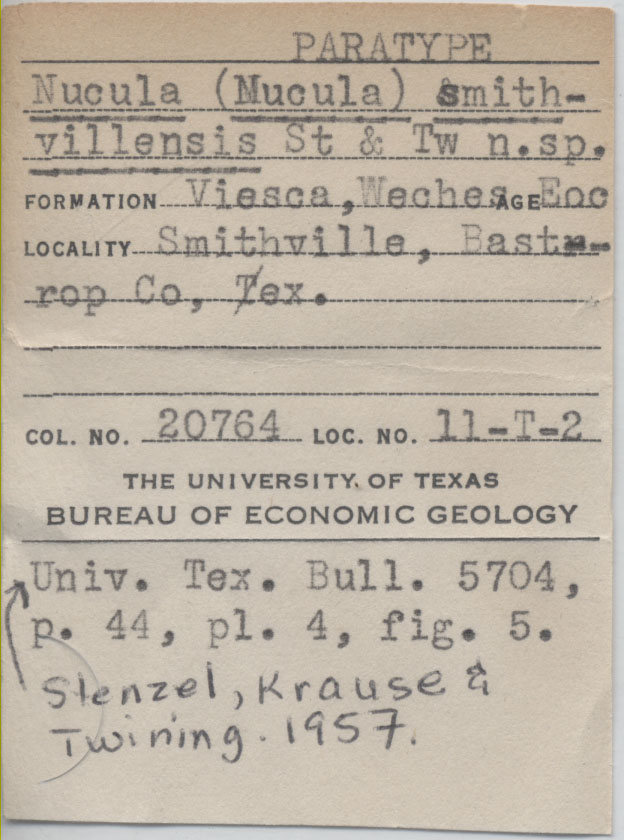 PARATYPE
Nucula (Mucula) smith-
villensis St & Tw n.sp.
FORMATION Viesca, Weches AGE Eoc
LOCALITY Smithville, Bast-
rop Co, Tex.
COL. NO. 20764 LOC. NO. 11-T-2
THE UNIVERSITY OF TEXAS
BUREAU OF ECONOMIC GEOLOGY
Univ. Tex. Bull. 5704,
p. 44, pl. 4, fig. 5.
Stenzel, Krause &
Twining. 1957.